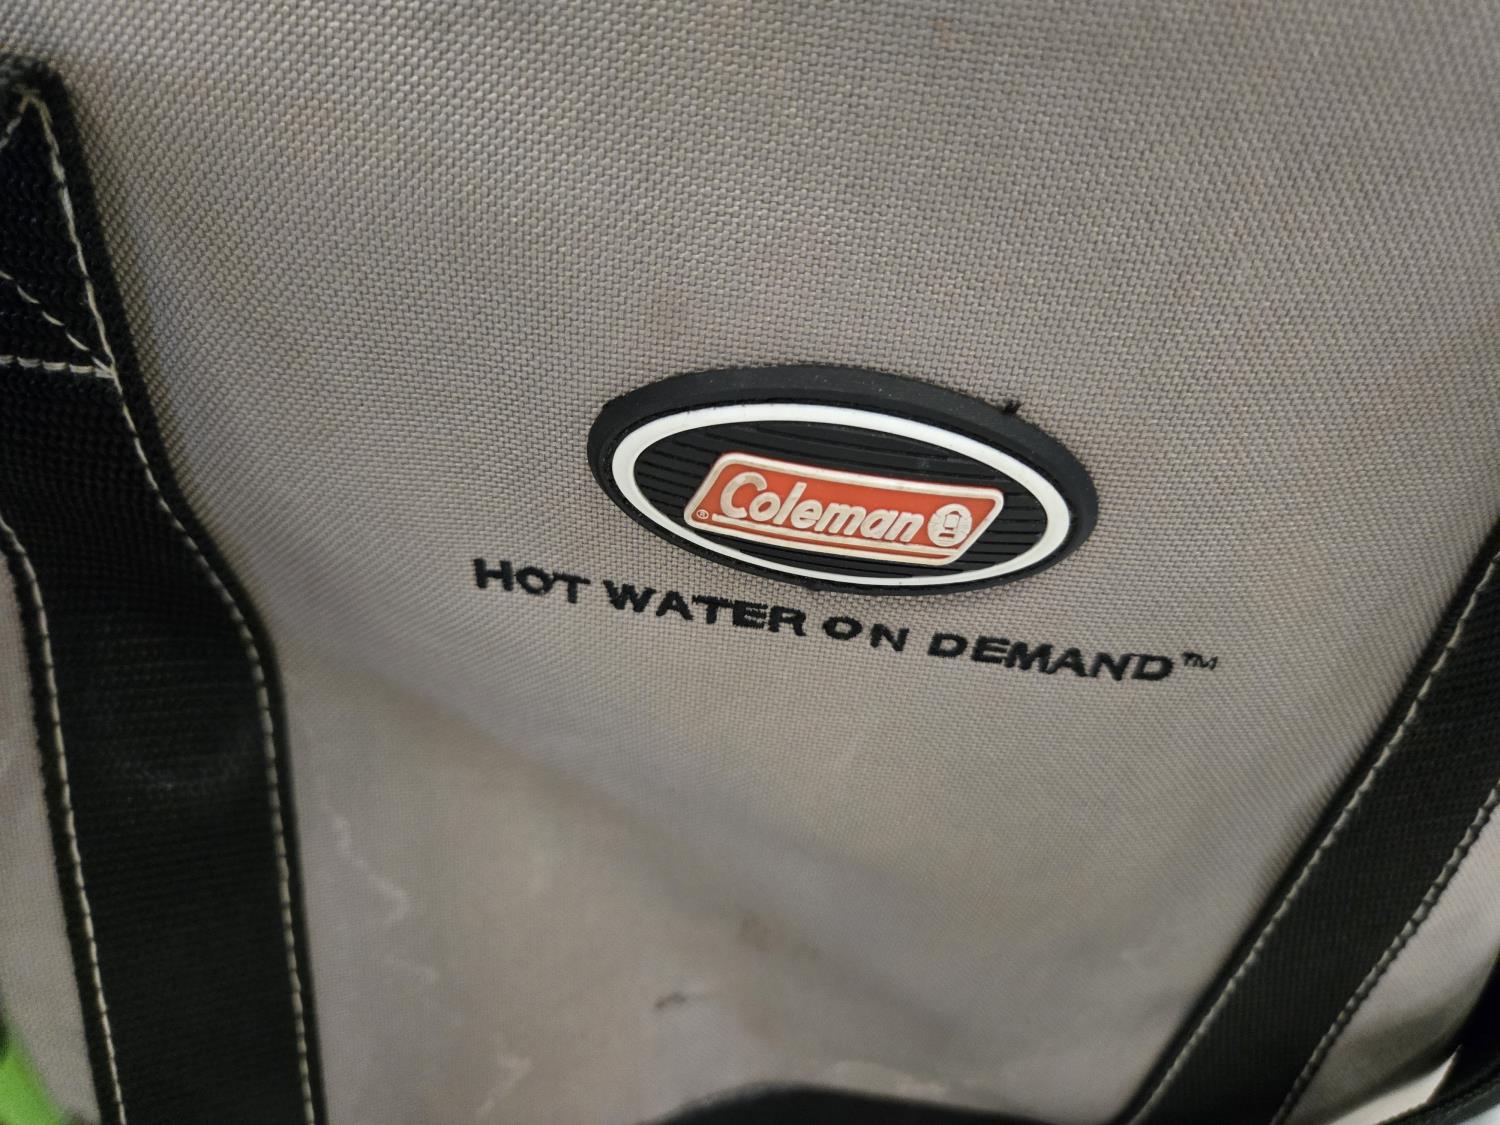 Coleman
®
HOT WATER ON DEMAND™